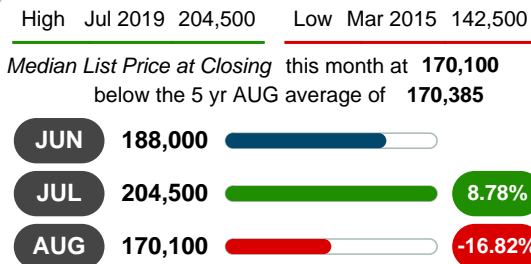 High Jul 2019 204,500 Low Mar 2015 142,500
Median List Price at Closing this month at 170,100
below the 5 yr AUG average of 170,385
JUN 188,000
JUL 204,500 8.78%
AUG 170,100 -16.82%